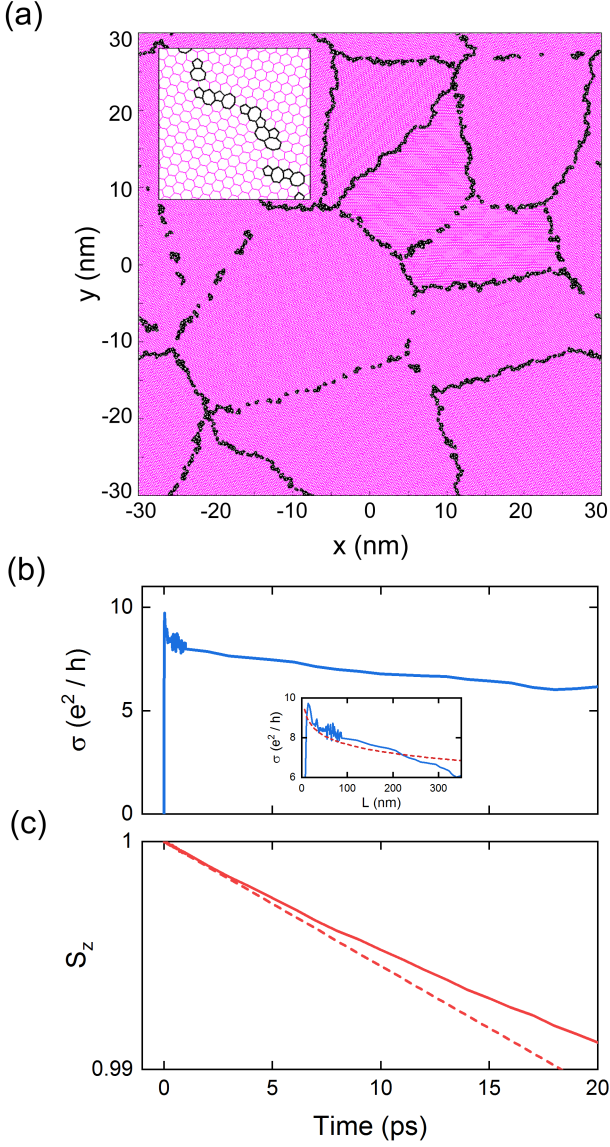 (a)
30
20
10
0
-10
-20
-30
y (nm)
-30 -20 -10 0 10 20 30
x (nm)
(b)
10
5
0
σ (e² / h)
10
8
6
σ (e² / h)
0 100 200 300
L (nm)
(c)
1
0.99
S_z
0 5 10 15 20
Time (ps)